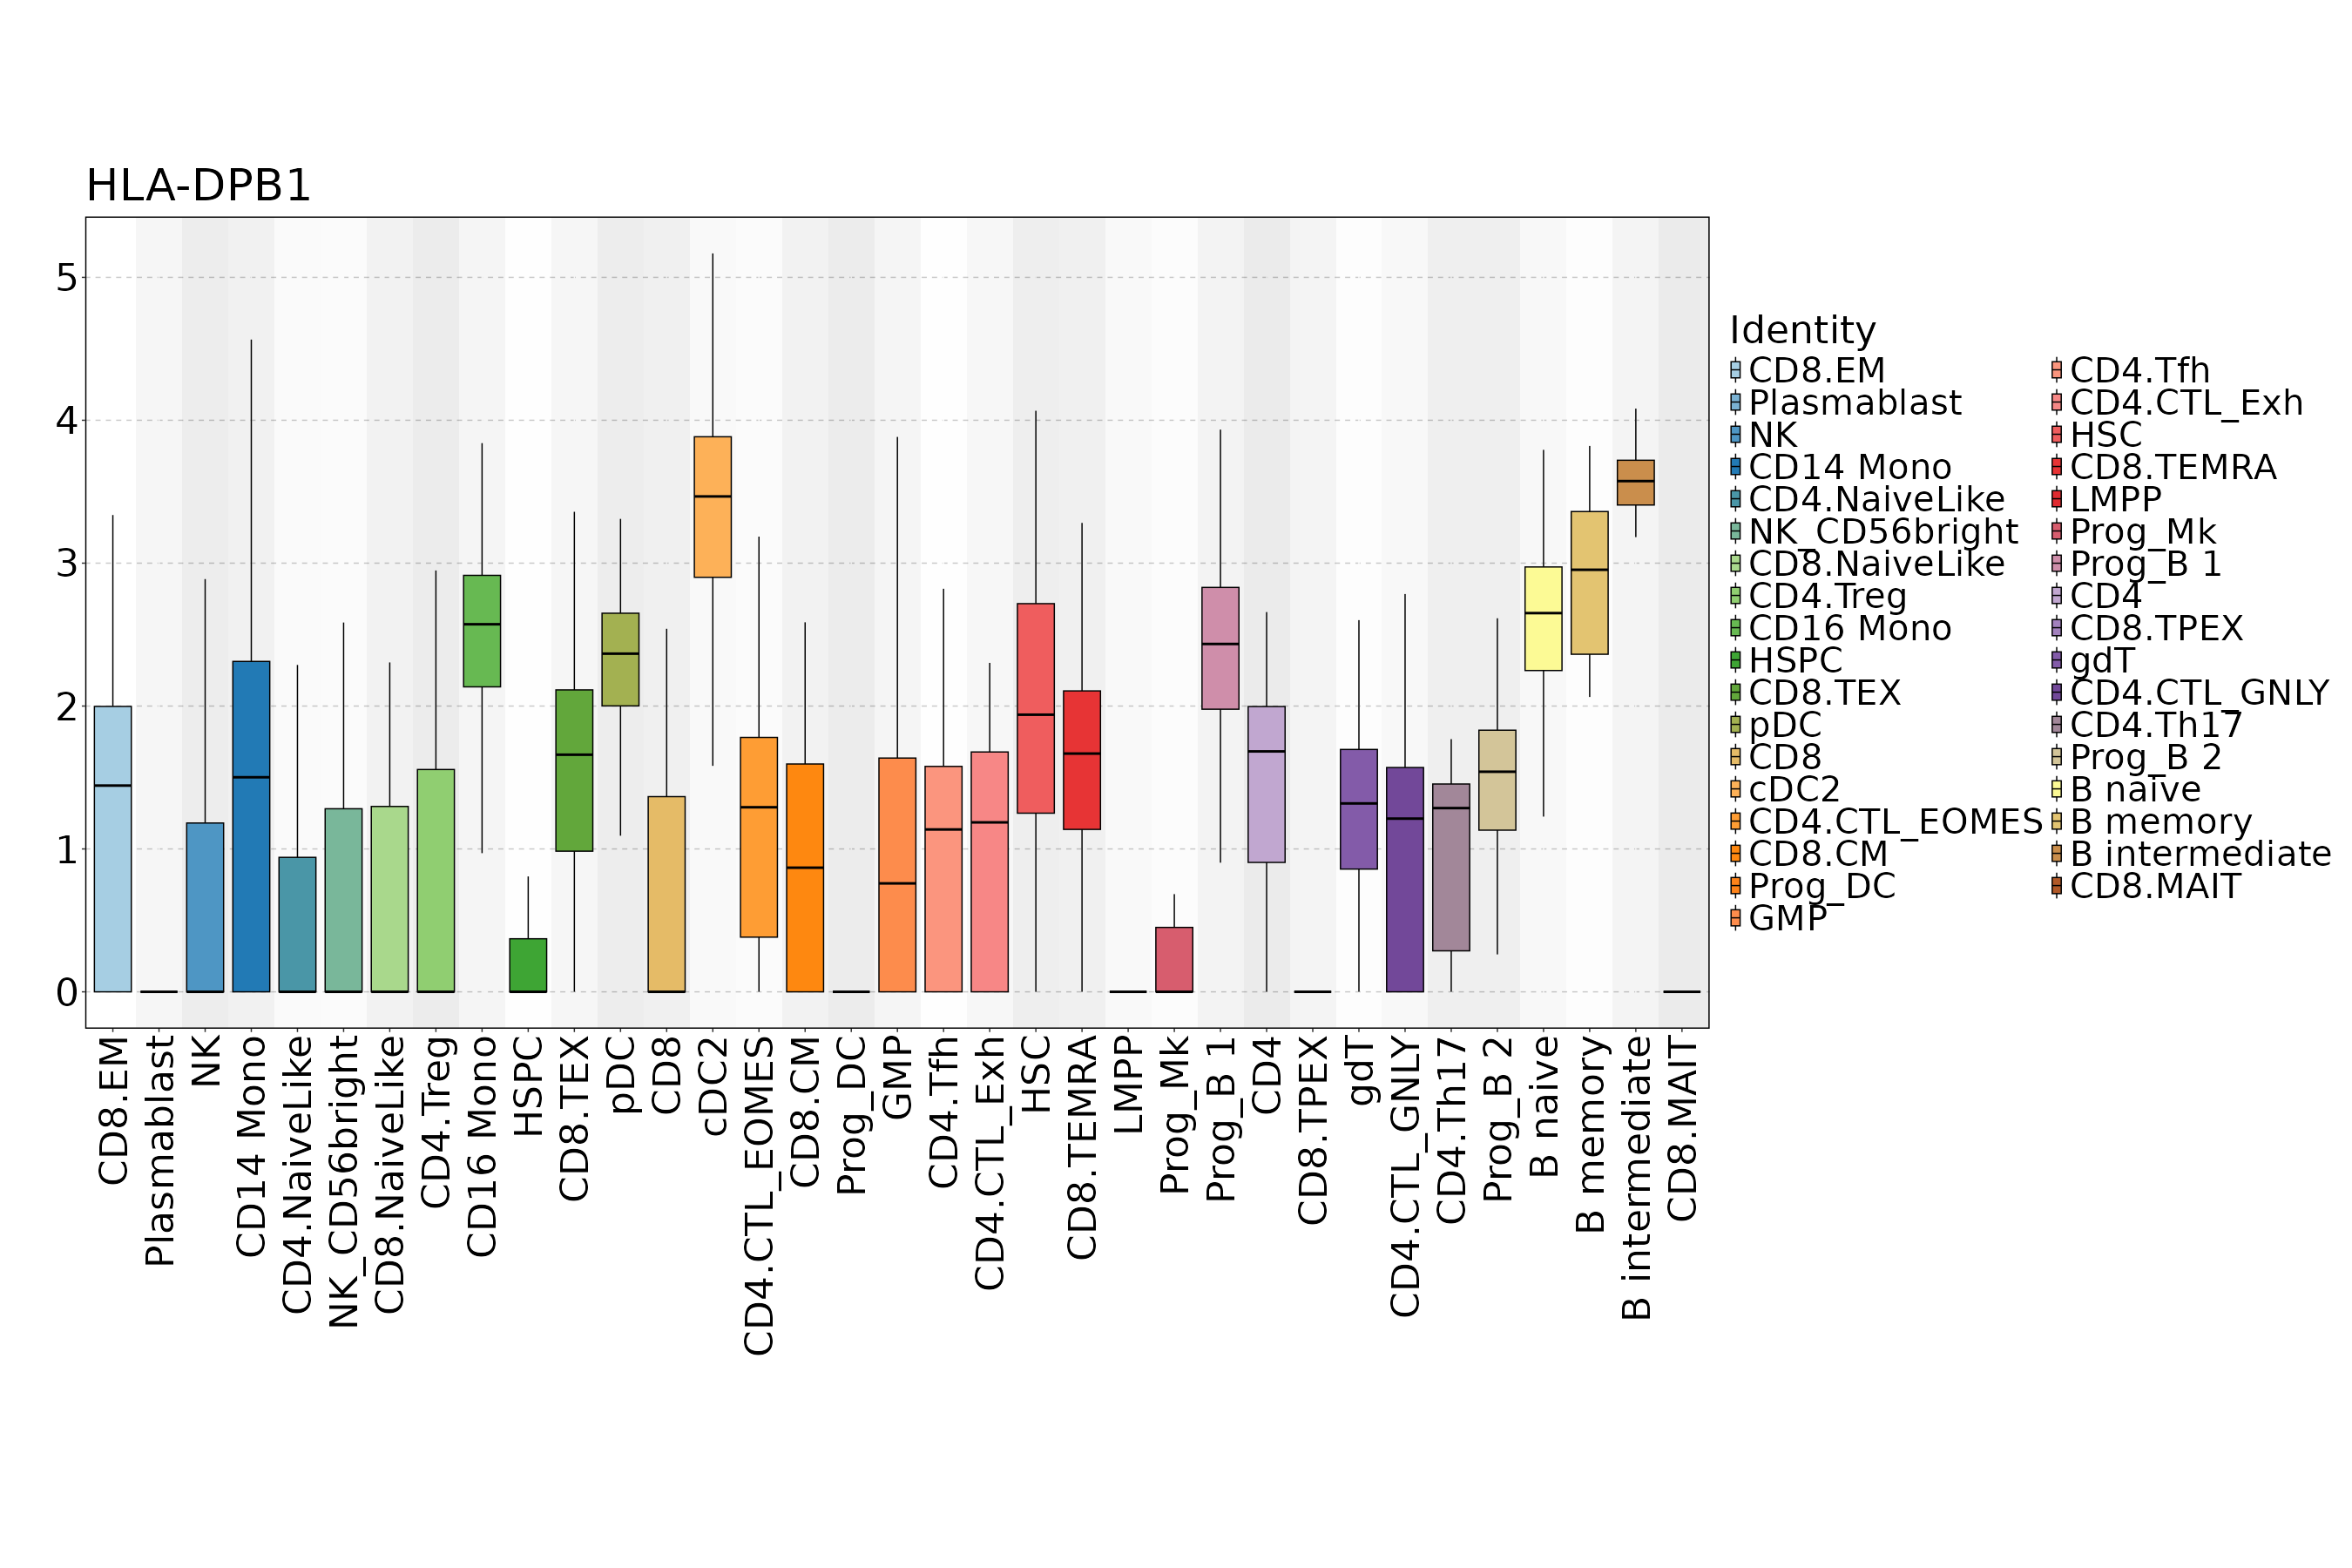 HLA-DPB1
5
4
3
2
1
0
CD8.EM
Plasmablast
NK
CD14 Mono
CD4.NaiveLike
NK_CD56bright
CD8.NaiveLike
CD4.Treg
CD16 Mono
HSPC
CD8.TEX
pDC
CD8
cDC2
CD4.CTL_EOMES
CD8.CM
Prog_DC
GMP
CD4.Tfh
CD4.CTL_Exh
HSC
CD8.TEMRA
LMPP
Prog_Mk
Prog_B 1
CD4
CD8.TPEX
gdT
CD4.CTL_GNLY
CD4.Th17
Prog_B 2
B naive
B memory
B intermediate
CD8.MAIT
Identity
CD8.EM
Plasmablast
NK
CD14 Mono
CD4.NaiveLike
NK_CD56bright
CD8.NaiveLike
CD4.Treg
CD16 Mono
HSPC
CD8.TEX
pDC
CD8
cDC2
CD4.CTL_EOMES
CD8.CM
Prog_DC
GMP
CD4.Tfh
CD4.CTL_Exh
HSC
CD8.TEMRA
LMPP
Prog_Mk
Prog_B 1
CD4
CD8.TPEX
gdT
CD4.CTL_GNLY
CD4.Th17
Prog_B 2
B naive
B memory
B intermediate
CD8.MAIT